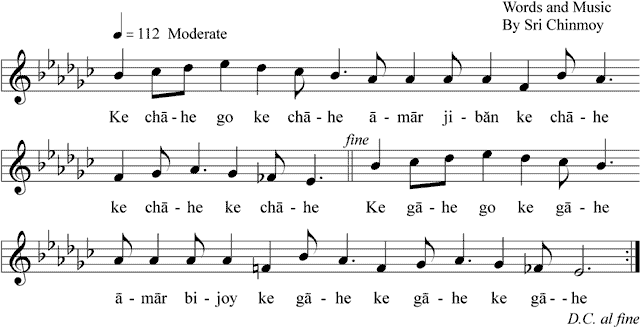 Words and Music
♩ = 112 Moderate
By Sri Chinmoy
Ke chā - he go ke chā - he ā - mār ji - băn ke chā - he
fine
ke chā - he ke chā - he Ke gā - he go ke gā - he
ā - mār bi - joy ke gā - he ke gā - he ke gā - - he
D.C. al fine